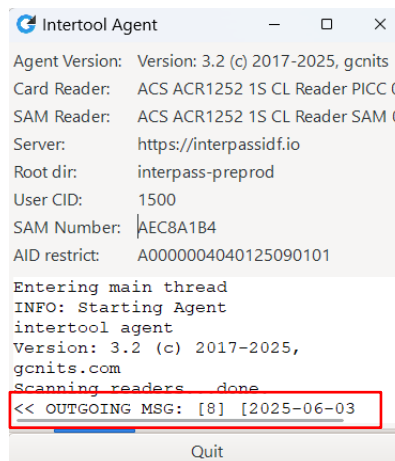 Intertool Agent
Agent Version: Version: 3.2 (c) 2017-2025, gcnits
Card Reader: ACS ACR1252 1S CL Reader PICC
SAM Reader: ACS ACR1252 1S CL Reader SAM
Server: https://interpassidf.io
Root dir: interpass-preprod
User CID: 1500
SAM Number: AEC8A1B4
AID restrict: A0000004040125090101
Entering main thread
INFO: Starting Agent
intertool agent
Version: 3.2 (c) 2017-2025,
gcnits.com
Scanning readers...done
<< OUTGOING MSG: [8] [2025-06-03
Quit